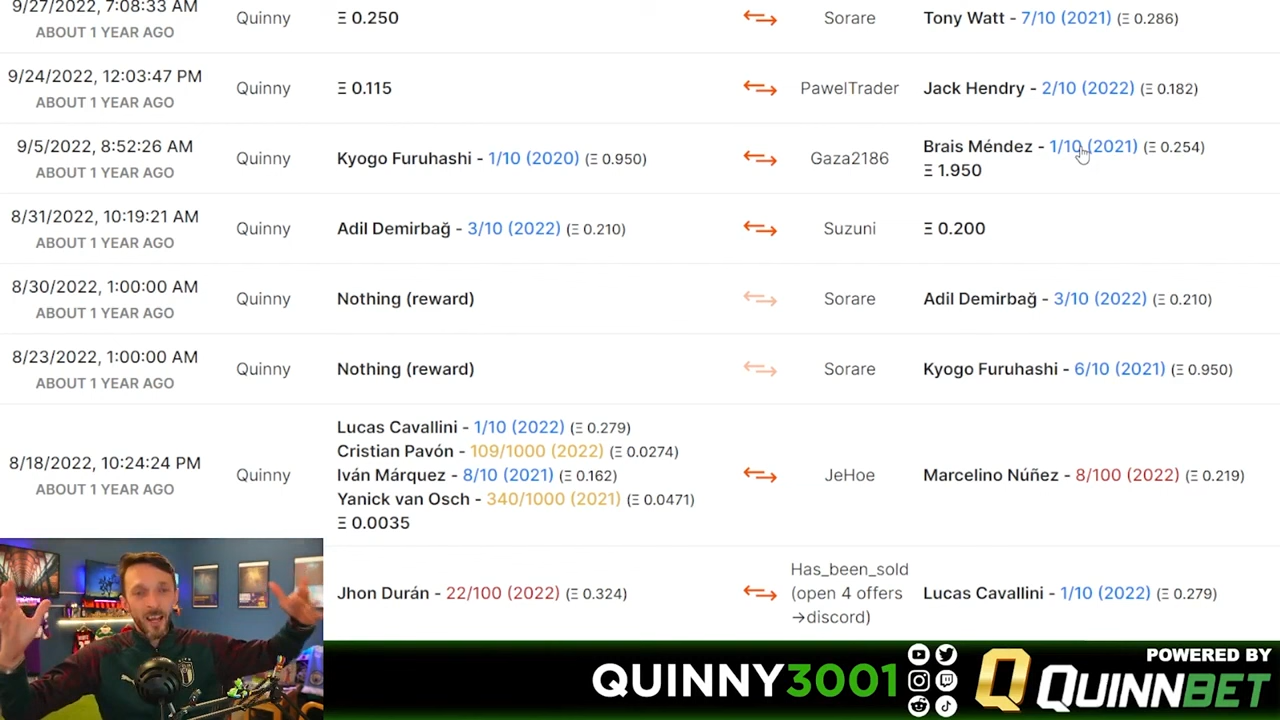 9/27/2022, 7:08:33 AM
ABOUT 1 YEAR AGO
Quinny
Ξ 0.250
Sorare
Tony Watt - 7/10 (2021) (Ξ 0.286)
9/24/2022, 12:03:47 PM
ABOUT 1 YEAR AGO
Quinny
Ξ 0.115
PawelTrader
Jack Hendry - 2/10 (2022) (Ξ 0.182)
9/5/2022, 8:52:26 AM
ABOUT 1 YEAR AGO
Quinny
Kyogo Furuhashi - 1/10 (2020) (Ξ 0.950)
Gaza2186
Brais Méndez - 1/10 (2021) (Ξ 0.254)
Ξ 1.950
8/31/2022, 10:19:21 AM
ABOUT 1 YEAR AGO
Quinny
Adil Demirbağ - 3/10 (2022) (Ξ 0.210)
Suzuni
Ξ 0.200
8/30/2022, 1:00:00 AM
ABOUT 1 YEAR AGO
Quinny
Nothing (reward)
Sorare
Adil Demirbağ - 3/10 (2022) (Ξ 0.210)
8/23/2022, 1:00:00 AM
ABOUT 1 YEAR AGO
Quinny
Nothing (reward)
Sorare
Kyogo Furuhashi - 6/10 (2021) (Ξ 0.950)
8/18/2022, 10:24:24 PM
ABOUT 1 YEAR AGO
Quinny
Lucas Cavallini - 1/10 (2022) (Ξ 0.279)
Cristian Pavón - 109/1000 (2022) (Ξ 0.0274)
Iván Márquez - 8/10 (2021) (Ξ 0.162)
Yanick van Osch - 340/1000 (2021) (Ξ 0.0471)
Ξ 0.0035
JeHoe
Marcelino Núñez - 8/100 (2022) (Ξ 0.219)
Jhon Durán - 22/100 (2022) (Ξ 0.324)
Has_been_sold
(open 4 offers
→discord)
Lucas Cavallini - 1/10 (2022) (Ξ 0.279)
QUINNY3001
POWERED BY
QUINNBET